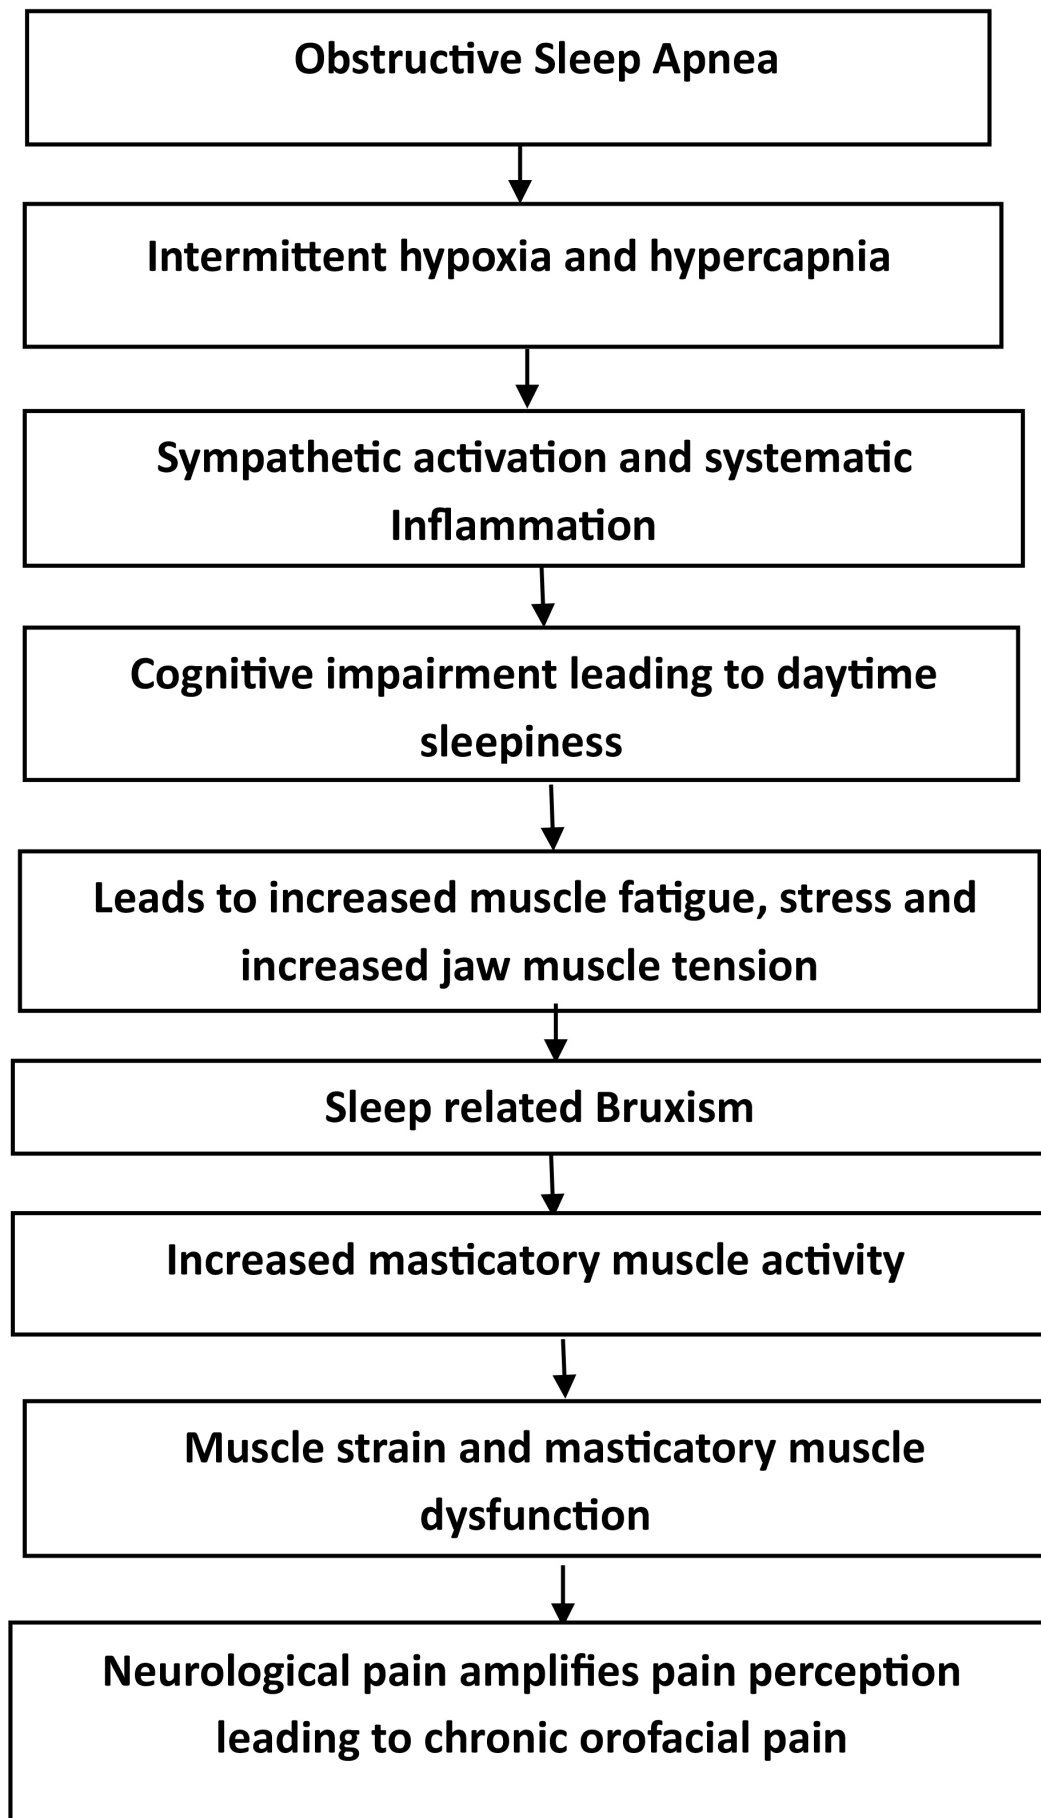 Obstructive Sleep Apnea
Intermittent hypoxia and hypercapnia
Sympathetic activation and systematic
Inflammation
Cognitive impairment leading to daytime
sleepiness
Leads to increased muscle fatigue, stress and
increased jaw muscle tension
Sleep related Bruxism
Increased masticatory muscle activity
Muscle strain and masticatory muscle
dysfunction
Neurological pain amplifies pain perception
leading to chronic orofacial pain